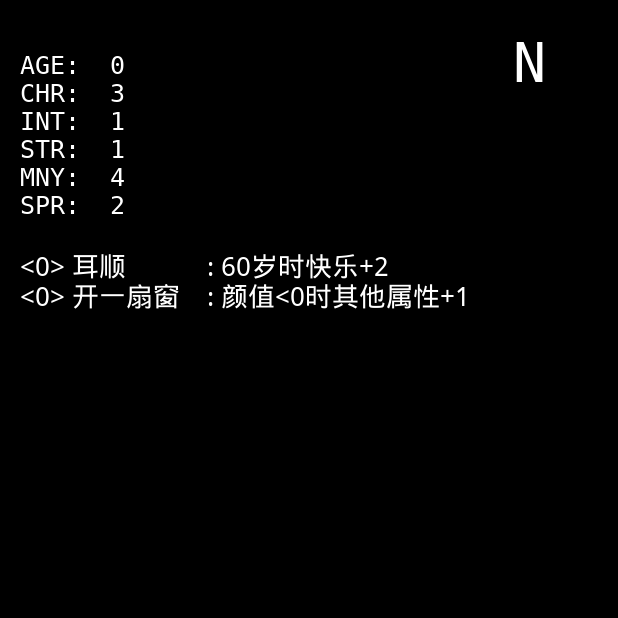 N
AGE: 0
CHR: 3
INT: 1
STR: 1
MNY: 4
SPR: 2
<0> 耳顺 : 60岁时快乐+2
<0> 开一扇窗 : 颜值<0时其他属性+1